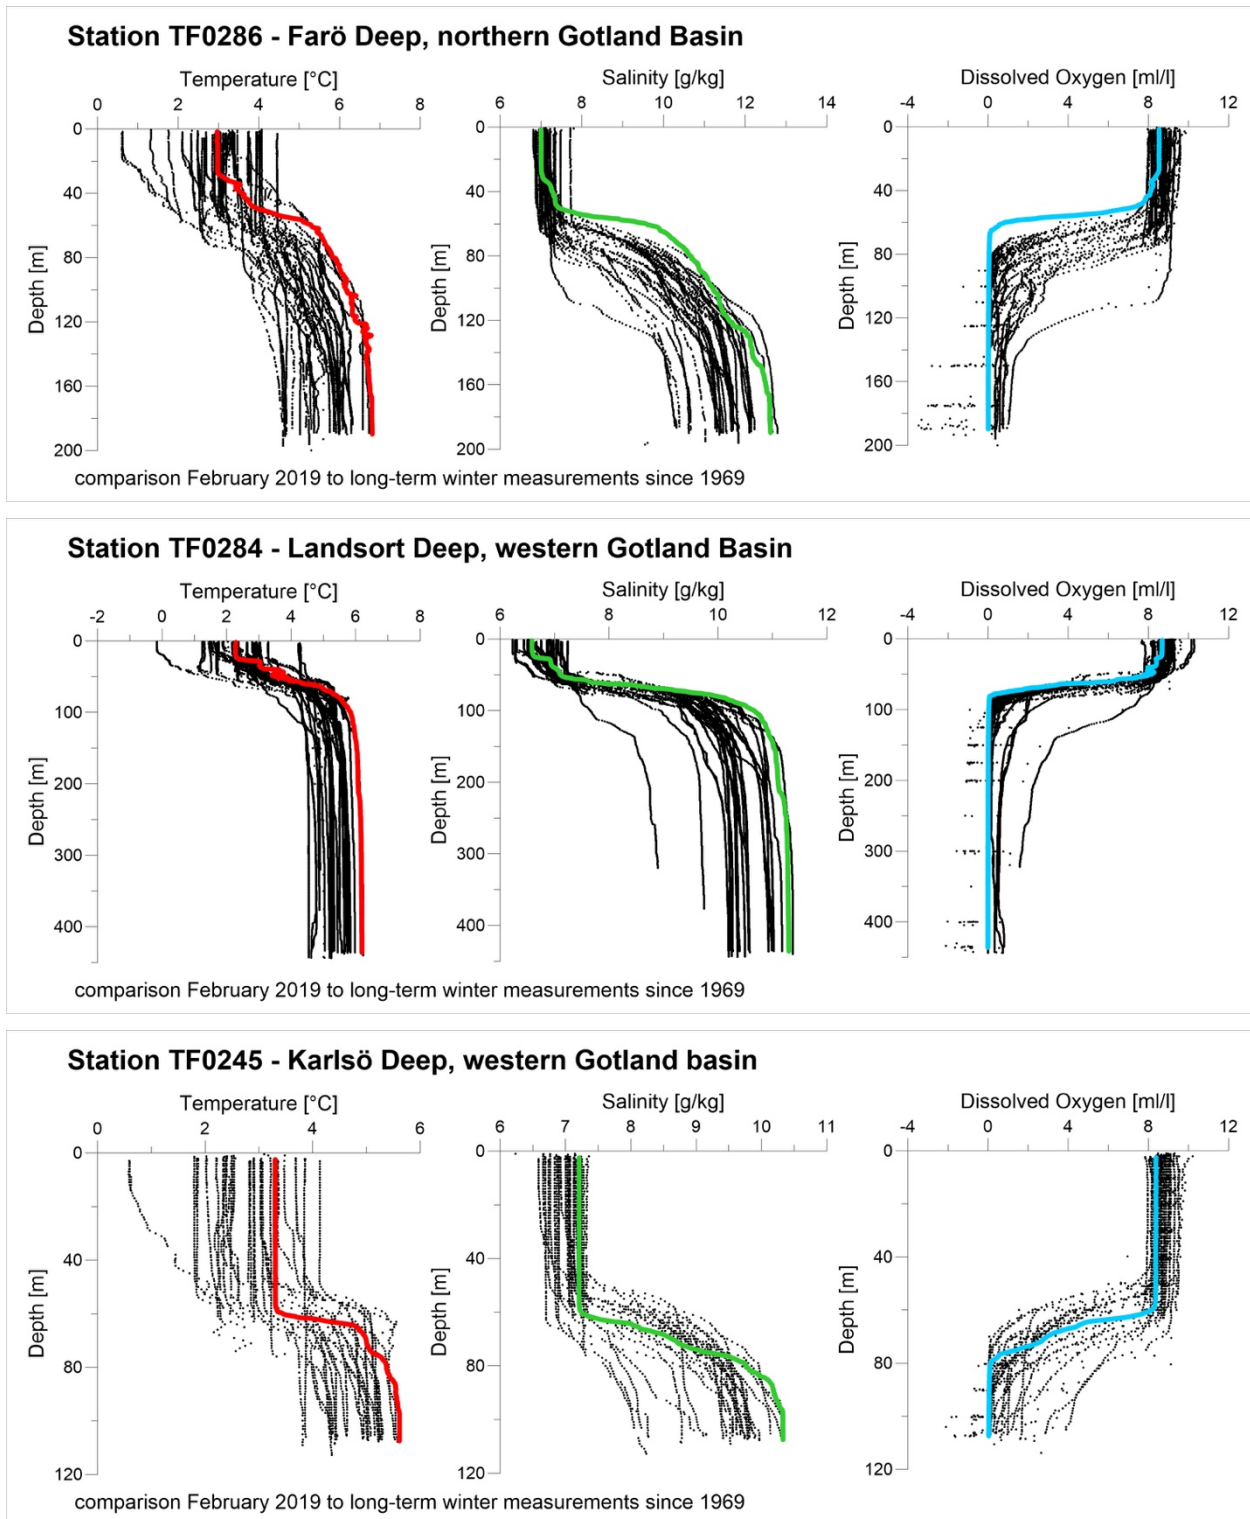 Station TF0286 - Farö Deep, northern Gotland Basin
Temperature [°C] Salinity [g/kg] Dissolved Oxygen [ml/l]
0 2 4 6 8 6 8 10 12 14 -4 0 4 8 12
0 0 0
40 40 40
80 80 80
Depth [m] Depth [m] Depth [m]
120 120 120
160 160 160
200 200 200
comparison February 2019 to long-term winter measurements since 1969
Station TF0284 - Landsort Deep, western Gotland Basin
Temperature [°C] Salinity [g/kg] Dissolved Oxygen [ml/l]
-2 0 2 4 6 8 6 8 10 12 -4 0 4 8 12
0 0 0
100 100 100
Depth [m] Depth [m] Depth [m]
200 200 200
300 300 300
400 400 400
comparison February 2019 to long-term winter measurements since 1969
Station TF0245 - Karlsö Deep, western Gotland basin
Temperature [°C] Salinity [g/kg] Dissolved Oxygen [ml/l]
0 2 4 6 6 7 8 9 10 11 -4 0 4 8 12
0 0 0
40 40 40
Depth [m] Depth [m] Depth [m]
80 80 80
120 120 120
comparison February 2019 to long-term winter measurements since 1969